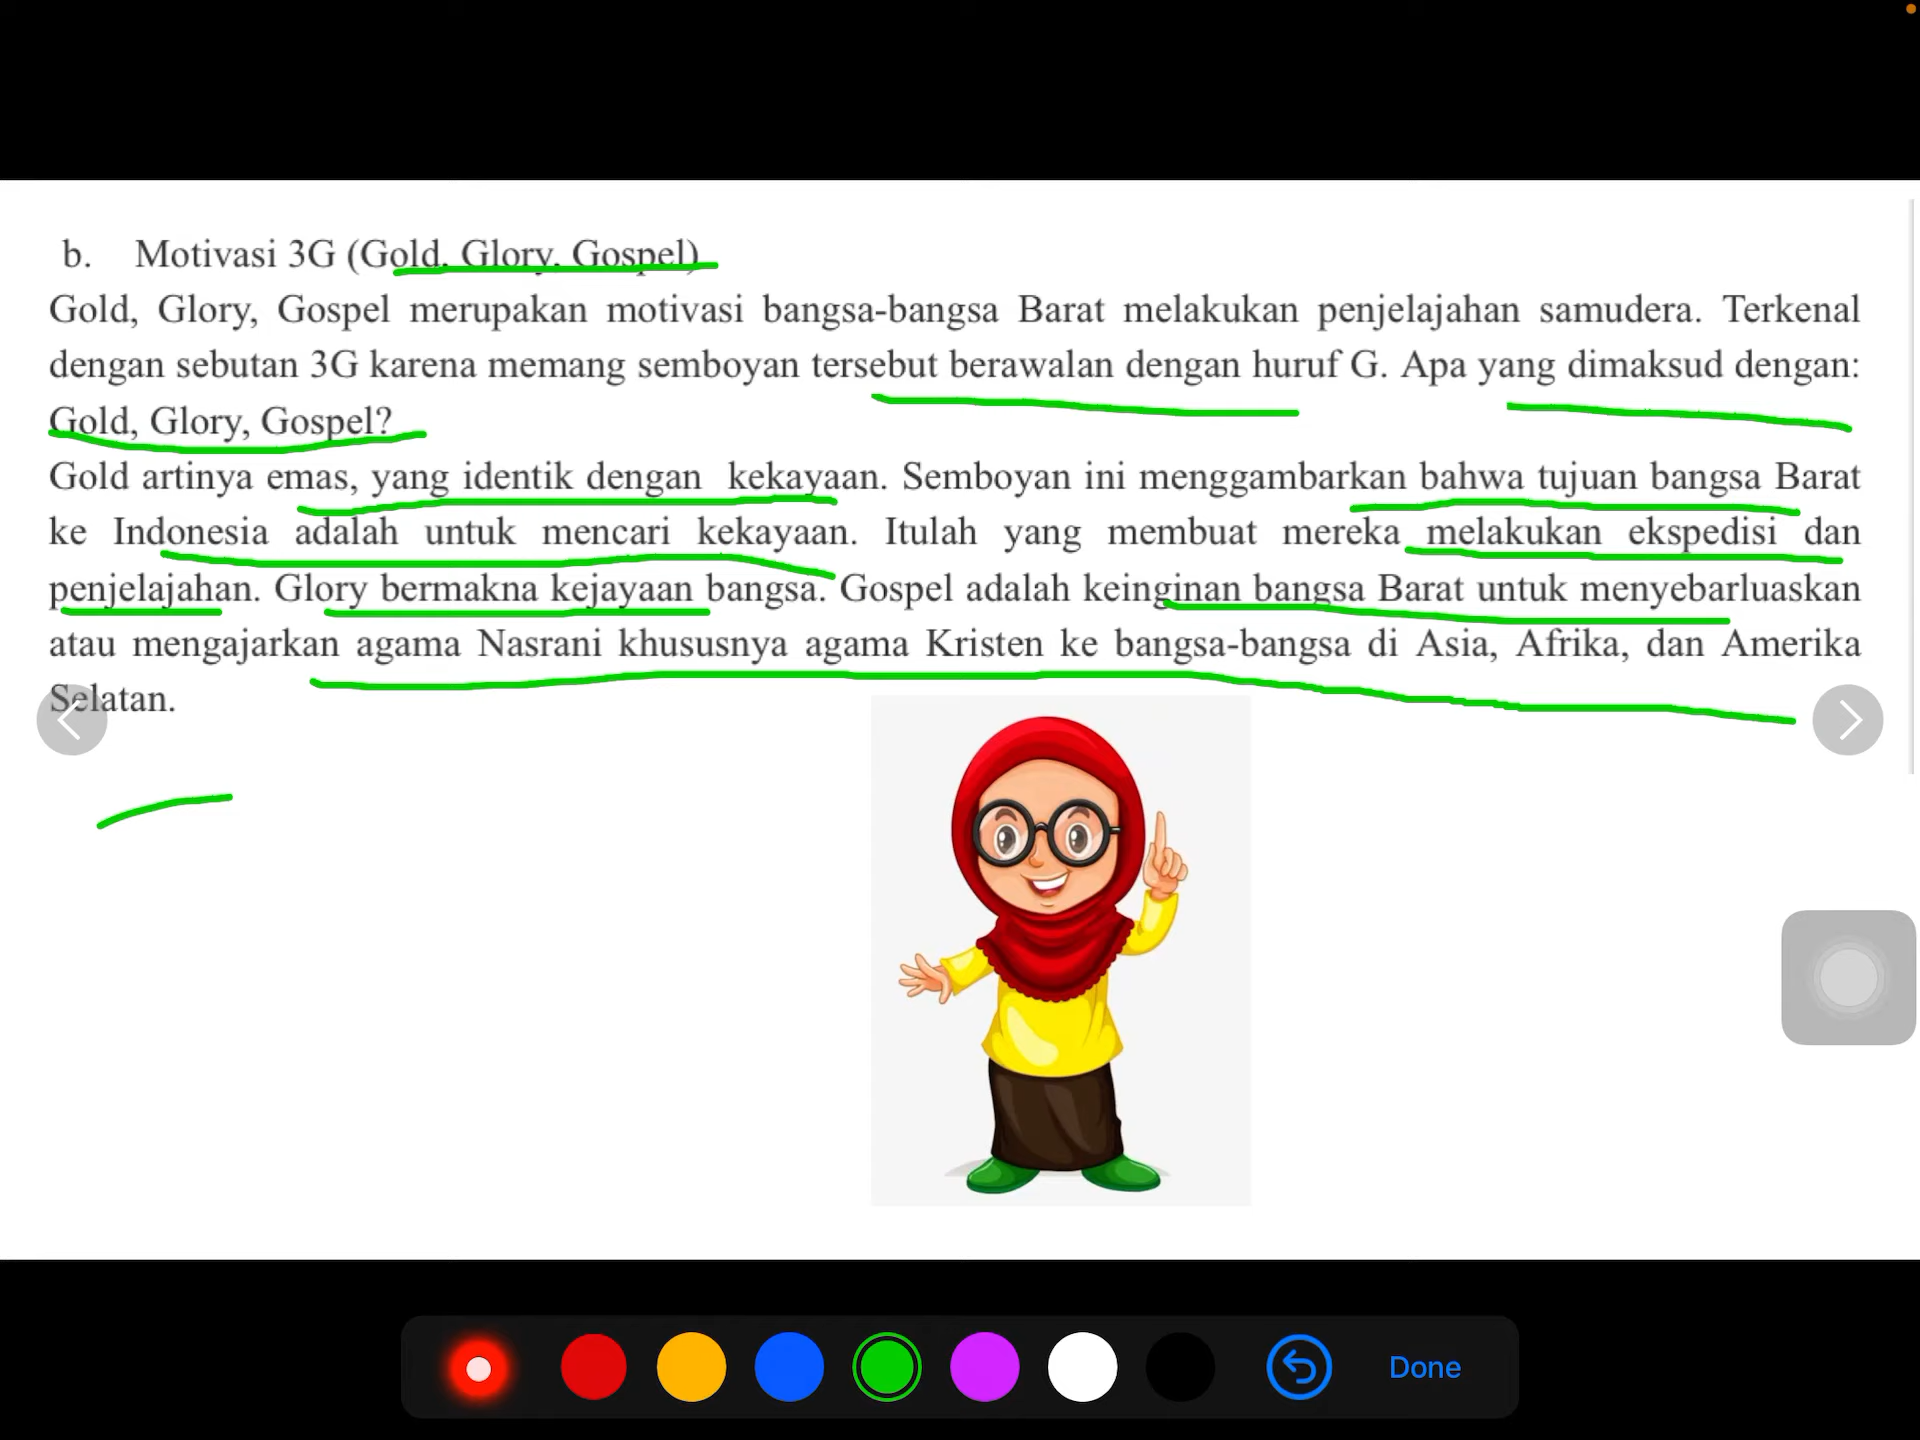 b. Motivasi 3G (Gold, Glory, Gospel)
Gold, Glory, Gospel merupakan motivasi bangsa-bangsa Barat melakukan penjelajahan samudera. Terkenal
dengan sebutan 3G karena memang semboyan tersebut berawalan dengan huruf G. Apa yang dimaksud dengan:
Gold, Glory, Gospel?
Gold artinya emas, yang identik dengan kekayaan. Semboyan ini menggambarkan bahwa tujuan bangsa Barat
ke Indonesia adalah untuk mencari kekayaan. Itulah yang membuat mereka melakukan ekspedisi dan
penjelajahan. Glory bermakna kejayaan bangsa. Gospel adalah keinginan bangsa Barat untuk menyebarluaskan
atau mengajarkan agama Nasrani khususnya agama Kristen ke bangsa-bangsa di Asia, Afrika, dan Amerika
Selatan.
Done